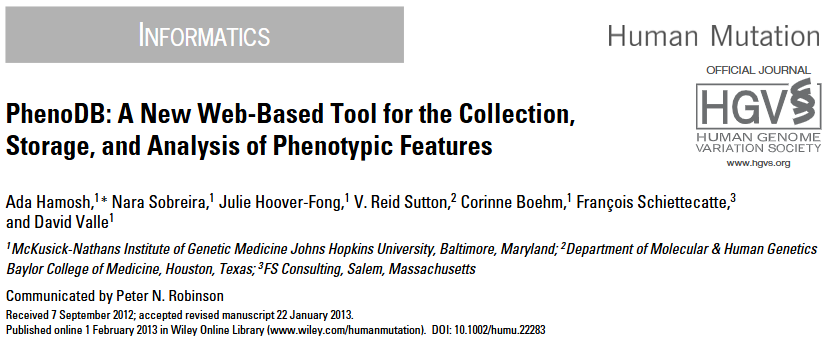 INFORMATICS
Human Mutation
OFFICIAL JOURNAL
HGVS
HUMAN GENOME
VARIATION SOCIETY
www.hgvs.org
PhenoDB: A New Web-Based Tool for the Collection,
Storage, and Analysis of Phenotypic Features
Ada Hamosh,1* Nara Sobreira,1 Julie Hoover-Fong,1 V. Reid Sutton,2 Corinne Boehm,1 François Schiettecatte,3
and David Valle1
1McKusick-Nathans Institute of Genetic Medicine Johns Hopkins University, Baltimore, Maryland; 2Department of Molecular & Human Genetics
Baylor College of Medicine, Houston, Texas; 3FS Consulting, Salem, Massachusetts
Communicated by Peter N. Robinson
Received 7 September 2012; accepted revised manuscript 22 January 2013.
Published online 1 February 2013 in Wiley Online Library (www.wiley.com/humanmutation). DOI: 10.1002/humu.22283